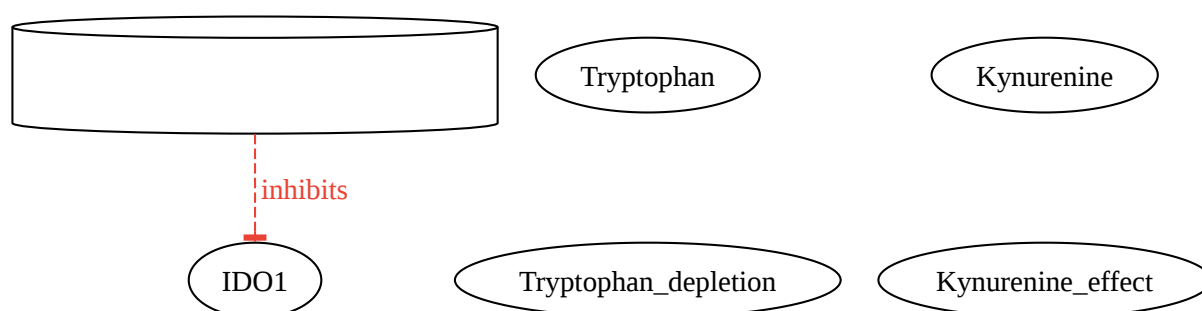 Tryptophan
Kynurenine
inhibits
IDO1
Tryptophan_depletion
Kynurenine_effect